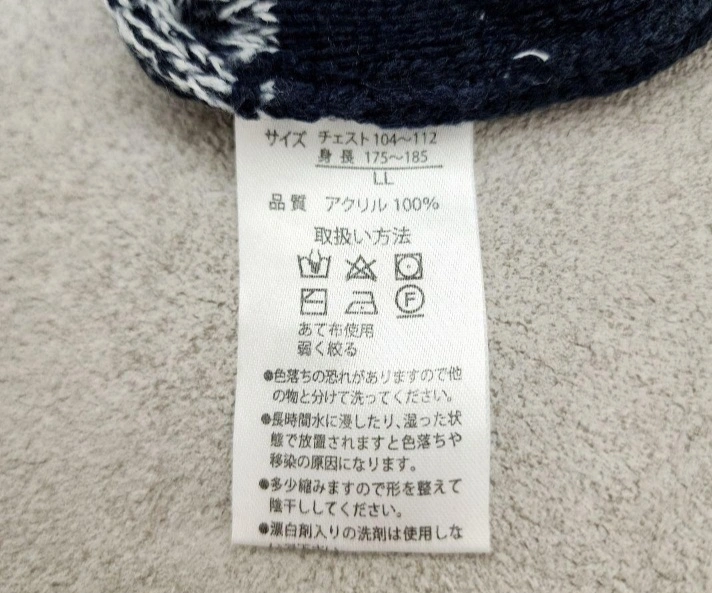 サイズ チェスト 104～112
身 長 175～185
LL
品質 アクリル 100%
取扱い方法
F
あて布使用
弱く絞る
●色落ちの恐れがありますので他
の物と分けて洗ってください。
●長時間水に浸したり、湿った状
態で放置されますと色落ちや
移染の原因になります。
●多少縮みますので形を整えて
陰干ししてください。
●漂白剤入りの洗剤は使用しな